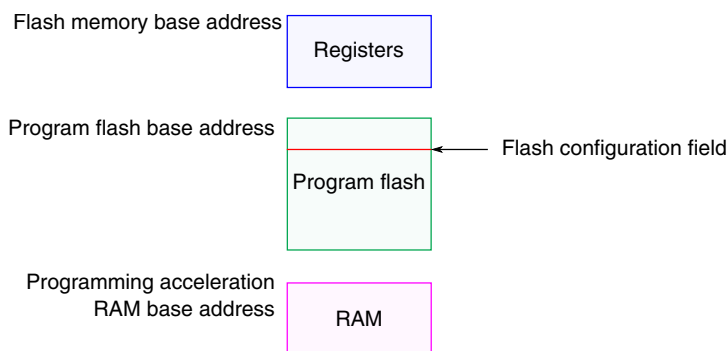 Flash memory base address
Registers
Program flash base address
Flash configuration field
Program flash
Programming acceleration
RAM base address
RAM